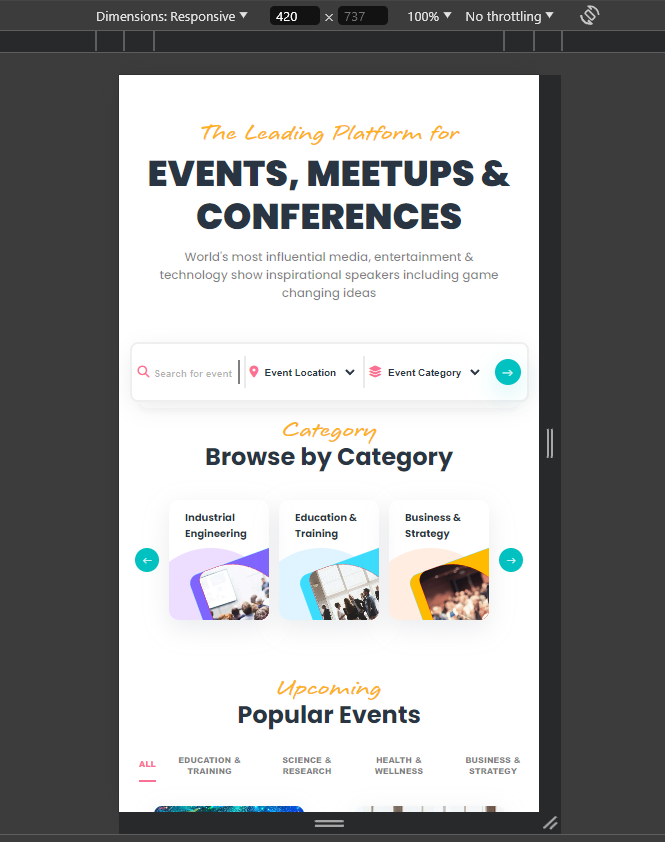 Dimensions: Responsive 420 × 737 100% No throttling
The Leading Platform for
EVENTS, MEETUPS &
CONFERENCES
World's most influential media, entertainment &
technology show inspirational speakers including game
changing ideas
Search for event Event Location Event Category
Category
Browse by Category
Industrial
Engineering
Education &
Training
Business &
Strategy
Upcoming
Popular Events
ALL
EDUCATION &
TRAINING
SCIENCE &
RESEARCH
HEALTH &
WELLNESS
BUSINESS &
STRATEGY